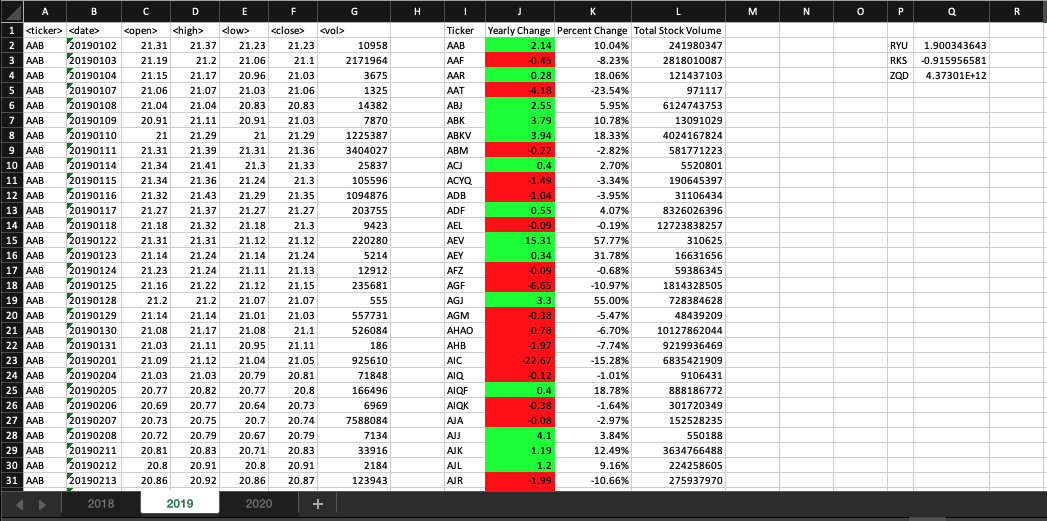 A B C D E F G H I J K L M N O P Q R
1 <ticker> <date> <open> <high> <low> <close> <vol> Ticker Yearly Change Percent Change Total Stock Volume
2 AAB 20190102 21.31 21.37 21.23 21.23 10958 AAB 2.14 10.04% 241980347 RYU 1.900343643
3 AAB 20190103 21.19 21.2 21.06 21.1 2171964 AAF -0.45 -8.23% 2818010087 RKS -0.915956581
4 AAB 20190104 21.15 21.17 20.96 21.03 3675 AAR 0.28 18.06% 121437103 ZQD 4.37301E+12
5 AAB 20190107 21.06 21.07 21.03 21.06 1325 AAT -4.18 -23.54% 971117
6 AAB 20190108 21.04 21.04 20.83 20.83 14382 ABJ 2.55 5.95% 6124743753
7 AAB 20190109 20.91 21.11 20.91 21.03 7870 ABK 3.79 10.78% 13091029
8 AAB 20190110 21 21.29 21 21.29 1225387 ABKV 3.94 18.33% 4024167824
9 AAB 20190111 21.31 21.39 21.31 21.36 3404027 ABM -0.22 -2.82% 581771223
10 AAB 20190114 21.34 21.41 21.3 21.33 25837 ACJ 0.4 2.70% 5520801
11 AAB 20190115 21.34 21.36 21.24 21.3 105596 ACYQ -1.49 -3.34% 190645397
12 AAB 20190116 21.32 21.43 21.29 21.35 1094876 ADB -1.04 -3.95% 31106434
13 AAB 20190117 21.27 21.37 21.27 21.27 203755 ADF 0.55 4.07% 8326026396
14 AAB 20190118 21.18 21.32 21.18 21.3 9423 AEL -0.09 -0.19% 12723838257
15 AAB 20190122 21.31 21.31 21.12 21.12 220280 AEV 15.31 57.77% 310625
16 AAB 20190123 21.14 21.24 21.14 21.24 5214 AEY 0.34 31.78% 16631656
17 AAB 20190124 21.23 21.24 21.11 21.13 12912 AFZ -0.09 -0.68% 59386345
18 AAB 20190125 21.16 21.22 21.12 21.15 235681 AGF -6.65 -10.97% 1814328505
19 AAB 20190128 21.2 21.2 21.07 21.07 555 AGJ 3.3 55.00% 728384628
20 AAB 20190129 21.14 21.14 21.01 21.03 557731 AGM -0.38 -5.47% 48439209
21 AAB 20190130 21.08 21.17 21.08 21.1 526084 AHAO -0.78 -6.70% 10127862044
22 AAB 20190131 21.03 21.11 20.95 21.11 186 AHB -1.97 -7.74% 9219936469
23 AAB 20190201 21.09 21.12 21.04 21.05 925610 AIC -22.67 -15.28% 6835421909
24 AAB 20190204 21.03 21.03 20.79 20.81 71848 AIQ -0.12 -1.01% 9106431
25 AAB 20190205 20.77 20.82 20.77 20.8 166496 AIQF 0.4 18.78% 888186772
26 AAB 20190206 20.69 20.77 20.64 20.73 6969 AIQK -0.38 -1.64% 301720349
27 AAB 20190207 20.73 20.75 20.7 20.74 7588084 AJA -0.08 -2.97% 152528235
28 AAB 20190208 20.72 20.79 20.67 20.79 7134 AJJ 4.1 3.84% 550188
29 AAB 20190211 20.81 20.83 20.71 20.83 33916 AJK 1.19 12.49% 3634766488
30 AAB 20190212 20.8 20.91 20.8 20.91 2184 AJL 1.2 9.16% 224258605
31 AAB 20190213 20.86 20.92 20.86 20.87 123943 AJR -1.99 -10.66% 275937970
2018 2019 2020 +